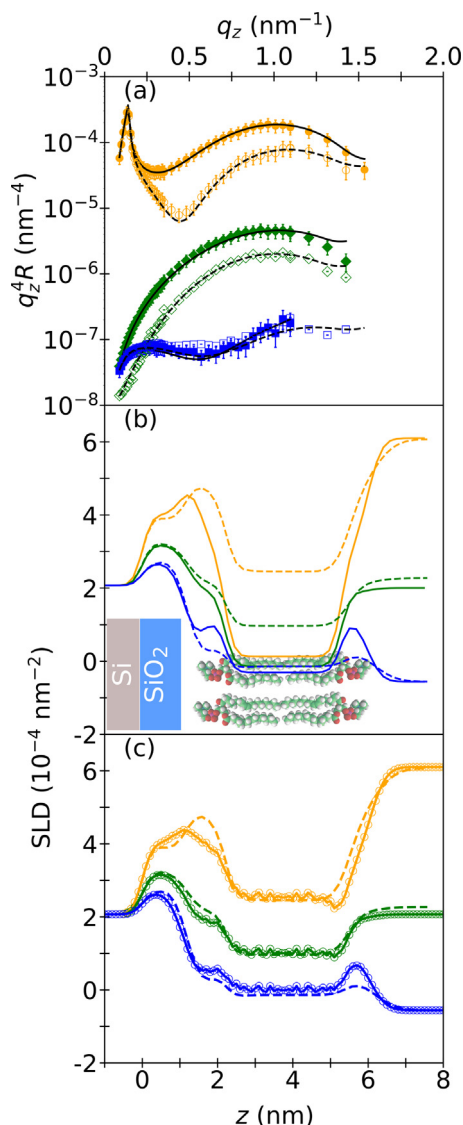 q_z (nm⁻¹)
0 0.5 1.0 1.5 2.0
(a)
10⁻³
10⁻⁴
10⁻⁵
10⁻⁶
10⁻⁷
10⁻⁸
q_z⁴R (nm⁻⁴)
(b)
6
4
2
0
-2
Si
SiO₂
SLD (10⁻⁴ nm⁻²)
(c)
6
4
2
0
-2
0 2 4 6 8
z (nm)